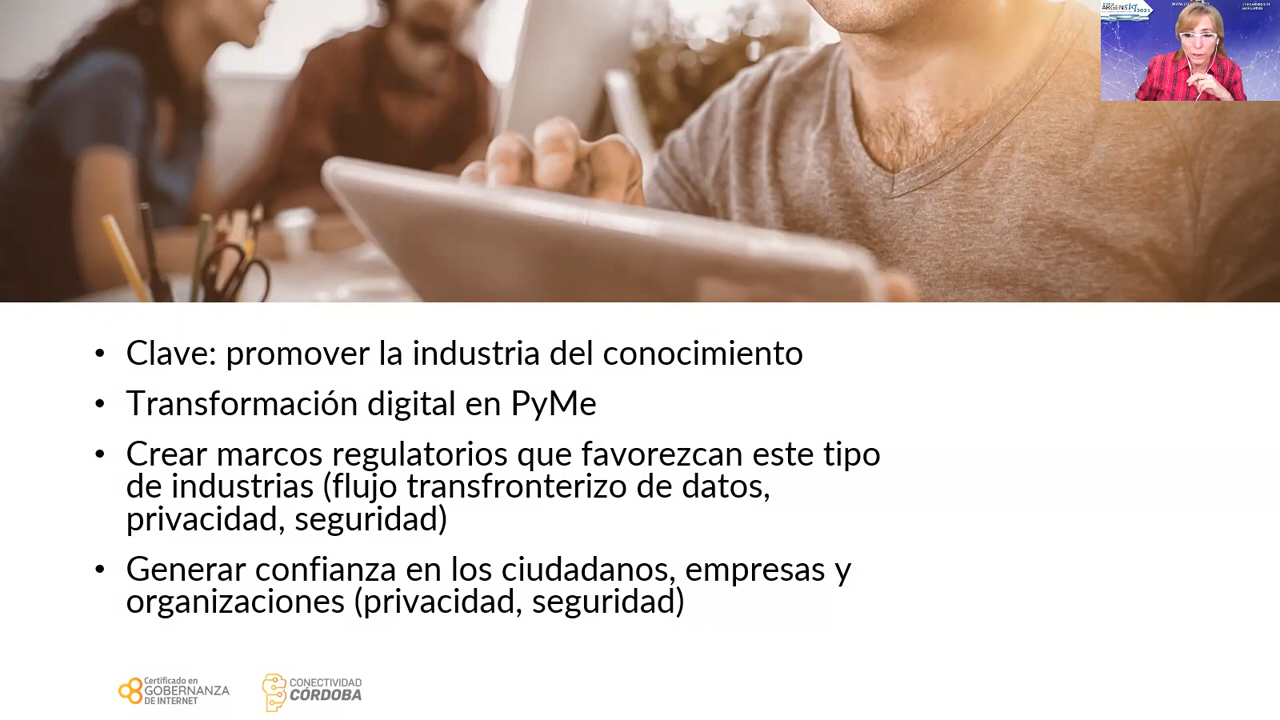 ARGENSIG
2021
• Clave: promover la industria del conocimiento
• Transformación digital en PyMe
• Crear marcos regulatorios que favorezcan este tipo
de industrias (flujo transfronterizo de datos,
privacidad, seguridad)
• Generar confianza en los ciudadanos, empresas y
organizaciones (privacidad, seguridad)
Certificado en
GOBERNANZA
DE INTERNET
CONECTIVIDAD
CÓRDOBA